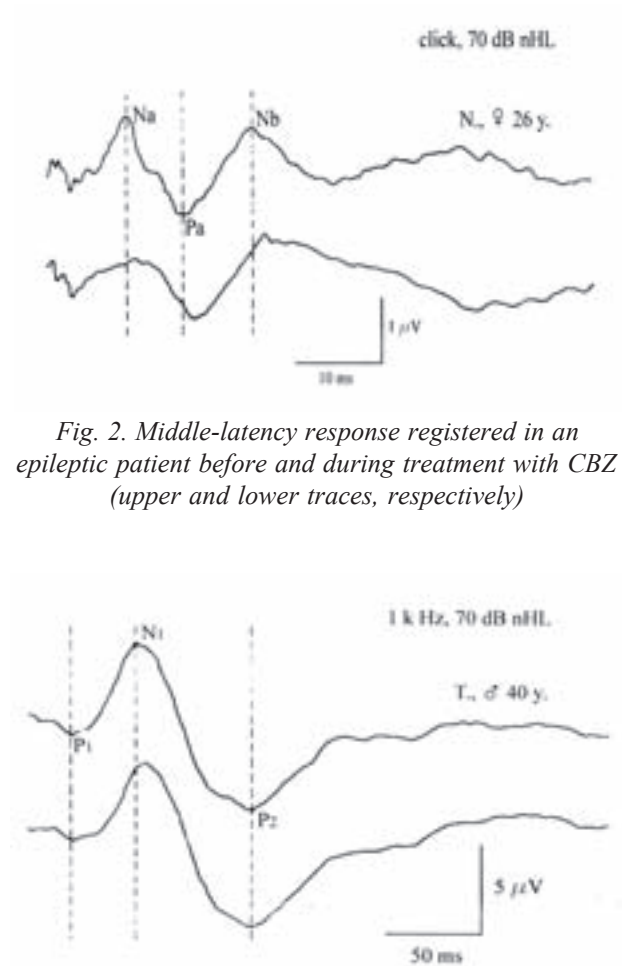 click, 70 dB nHL
N., ♀ 26 y.
Na
Nb
Pa
1 μV
10 ms
Fig. 2. Middle-latency response registered in an
epileptic patient before and during treatment with CBZ
(upper and lower traces, respectively)
1 k Hz, 70 dB nHL
T., ♂ 40 y.
N1
P1
P2
5 μV
50 ms